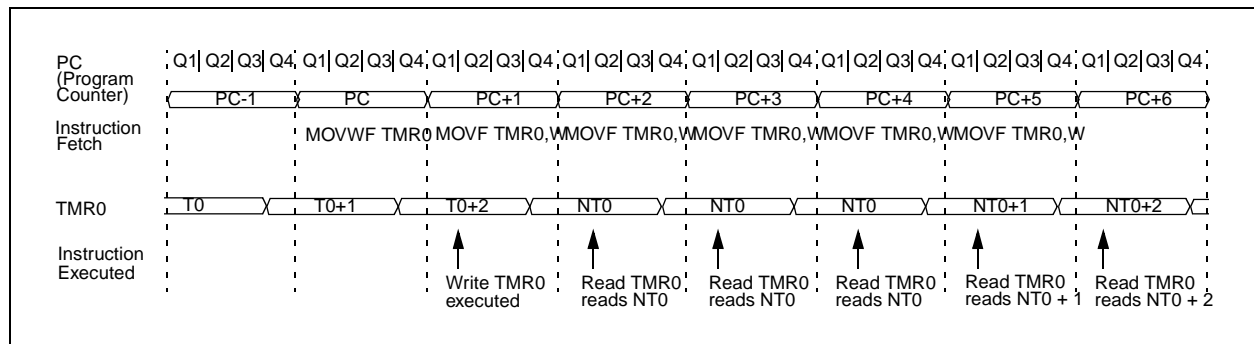 PC
(Program
Counter)
Q1 Q2 Q3 Q4 Q1 Q2 Q3 Q4 Q1 Q2 Q3 Q4 Q1 Q2 Q3 Q4 Q1 Q2 Q3 Q4 Q1 Q2 Q3 Q4 Q1 Q2 Q3 Q4 Q1 Q2 Q3 Q4
PC-1 PC PC+1 PC+2 PC+3 PC+4 PC+5 PC+6
Instruction
Fetch
MOVWF TMR0 MOVF TMR0,W MOVF TMR0,W MOVF TMR0,W MOVF TMR0,W MOVF TMR0,W
TMR0
T0 T0+1 T0+2 NT0 NT0 NT0 NT0+1 NT0+2
Instruction
Executed
Write TMR0
executed
Read TMR0
reads NT0
Read TMR0
reads NT0
Read TMR0
reads NT0
Read TMR0
reads NT0 + 1
Read TMR0
reads NT0 + 2